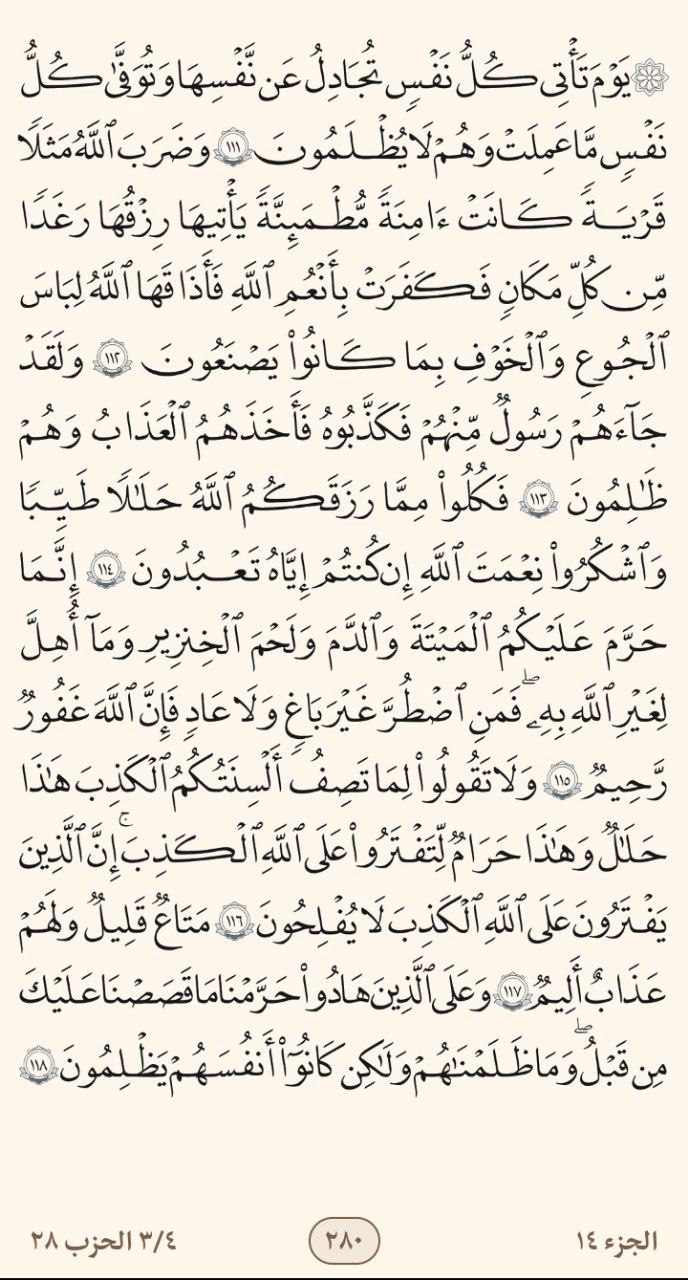 ۞ يَوْمَ تَأْتِى كُلُّ نَفْسٍ تُجَادِلُ عَن نَّفْسِهَا وَتُوَفَّىٰ كُلُّ
نَفْسٍ مَّا عَمِلَتْ وَهُمْ لَا يُظْلَمُونَ ١١١ وَضَرَبَ ٱللَّهُ مَثَلًا
قَرْيَةً كَانَتْ ءَامِنَةً مُّطْمَئِنَّةً يَأْتِيهَا رِزْقُهَا رَغَدًا
مِّن كُلِّ مَكَانٍ فَكَفَرَتْ بِأَنْعُمِ ٱللَّهِ فَأَذَاقَهَا ٱللَّهُ لِبَاسَ
ٱلْجُوعِ وَٱلْخَوْفِ بِمَا كَانُوا۟ يَصْنَعُونَ ١١٢ وَلَقَدْ
جَآءَهُمْ رَسُولٌ مِّنْهُمْ فَكَذَّبُوهُ فَأَخَذَهُمُ ٱلْعَذَابُ وَهُمْ
ظَـٰلِمُونَ ١١٣ فَكُلُوا۟ مِمَّا رَزَقَكُمُ ٱللَّهُ حَلَـٰلًا طَيِّبًا
وَٱشْكُرُوا۟ نِعْمَتَ ٱللَّهِ إِن كُنتُمْ إِيَّاهُ تَعْبُدُونَ ١١٤ إِنَّمَا
حَرَّمَ عَلَيْكُمُ ٱلْمَيْتَةَ وَٱلدَّمَ وَلَحْمَ ٱلْخِنزِيرِ وَمَآ أُهِلَّ
لِغَيْرِ ٱللَّهِ بِهِۦ ۖ فَمَنِ ٱضْطُرَّ غَيْرَ بَاغٍ وَلَا عَادٍ فَإِنَّ ٱللَّهَ غَفُورٌ
رَّحِيمٌ ١١٥ وَلَا تَقُولُوا۟ لِمَا تَصِفُ أَلْسِنَتُكُمُ ٱلْكَذِبَ هَـٰذَا
حَلَـٰلٌ وَهَـٰذَا حَرَامٌ لِّتَفْتَرُوا۟ عَلَى ٱللَّهِ ٱلْكَذِبَ ۚ إِنَّ ٱلَّذِينَ
يَفْتَرُونَ عَلَى ٱللَّهِ ٱلْكَذِبَ لَا يُفْلِحُونَ ١١٦ مَتَاعٌ قَلِيلٌ وَلَهُمْ
عَذَابٌ أَلِيمٌ ١١٧ وَعَلَى ٱلَّذِينَ هَادُوا۟ حَرَّمْنَا مَا قَصَصْنَا عَلَيْكَ
مِن قَبْلُ ۖ وَمَا ظَلَمْنَـٰهُمْ وَلَـٰكِن كَانُوٓا۟ أَنفُسَهُمْ يَظْلِمُونَ ١١٨
الجزء ١٤ ٢٨٠ ٣/٤ الحزب ٢٨